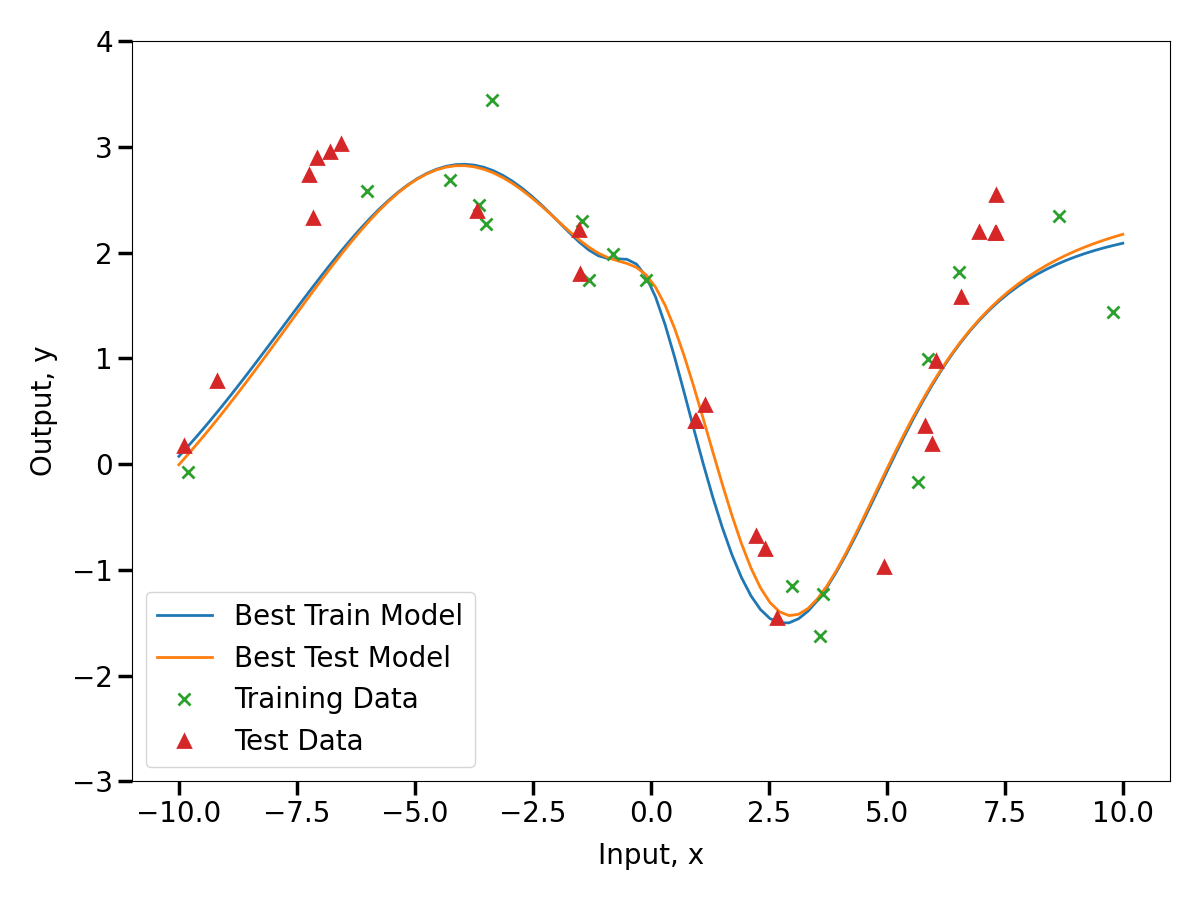 4
3
2
1
0
−1
−2
−3
Output, y
Best Train Model
Best Test Model
Training Data
Test Data
−10.0 −7.5 −5.0 −2.5 0.0 2.5 5.0 7.5 10.0
Input, x